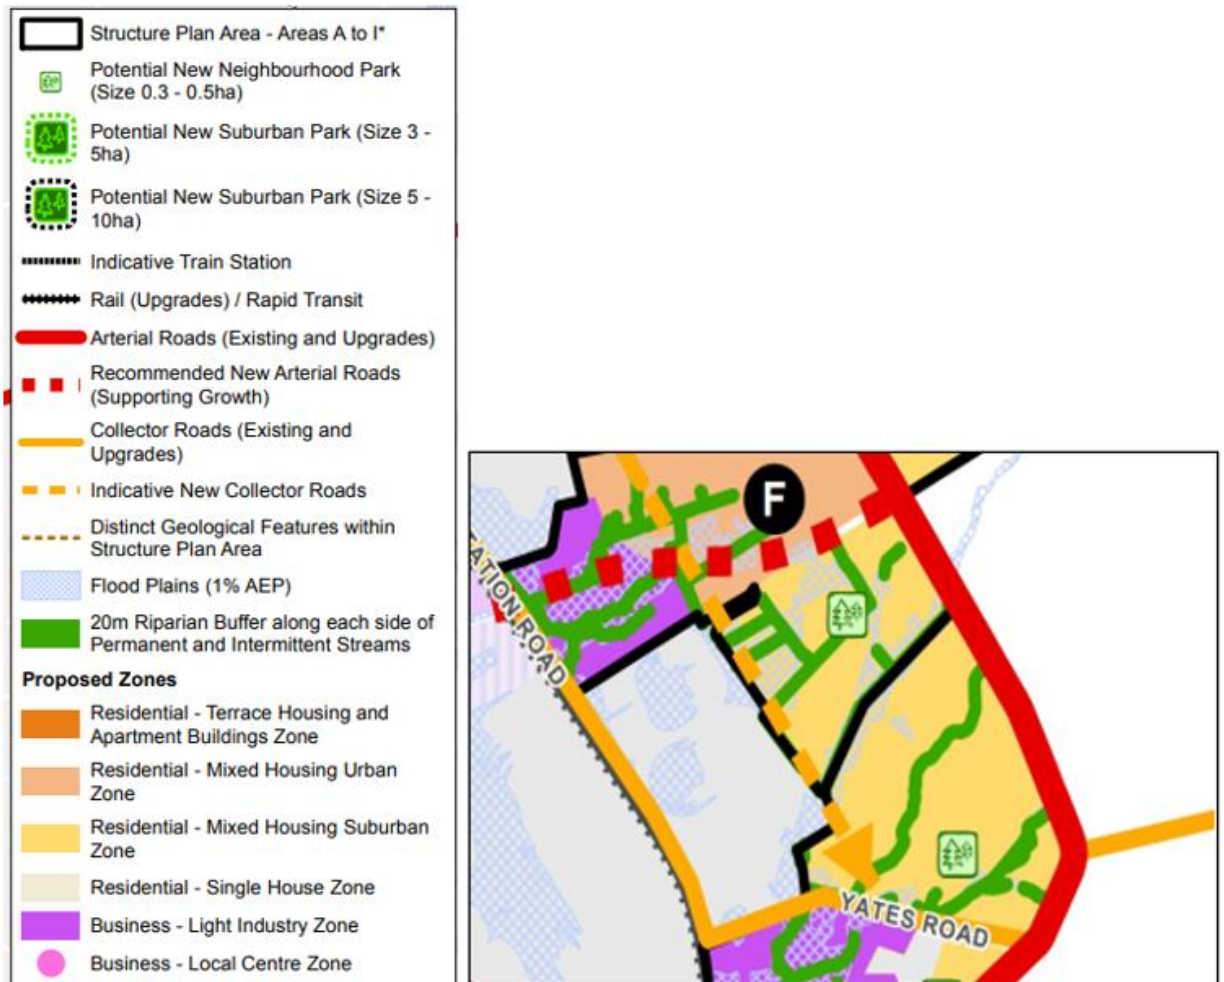 Structure Plan Area - Areas A to I*
Potential New Neighbourhood Park
(Size 0.3 - 0.5ha)
Potential New Suburban Park (Size 3 -
5ha)
Potential New Suburban Park (Size 5 -
10ha)
Indicative Train Station
Rail (Upgrades) / Rapid Transit
Arterial Roads (Existing and Upgrades)
Recommended New Arterial Roads
(Supporting Growth)
Collector Roads (Existing and
Upgrades)
Indicative New Collector Roads
Distinct Geological Features within
Structure Plan Area
Flood Plains (1% AEP)
20m Riparian Buffer along each side of
Permanent and Intermittent Streams
Proposed Zones
Residential - Terrace Housing and
Apartment Buildings Zone
Residential - Mixed Housing Urban
Zone
Residential - Mixed Housing Suburban
Zone
Residential - Single House Zone
Business - Light Industry Zone
Business - Local Centre Zone
F
ATION ROAD
YATES ROAD